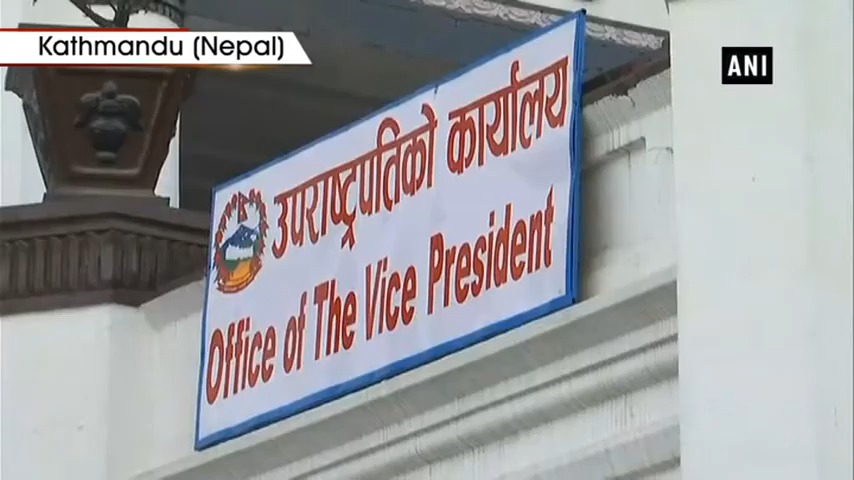 Kathmandu (Nepal)
ANI
उपराष्ट्रपतिको कार्यालय
Office of The Vice President